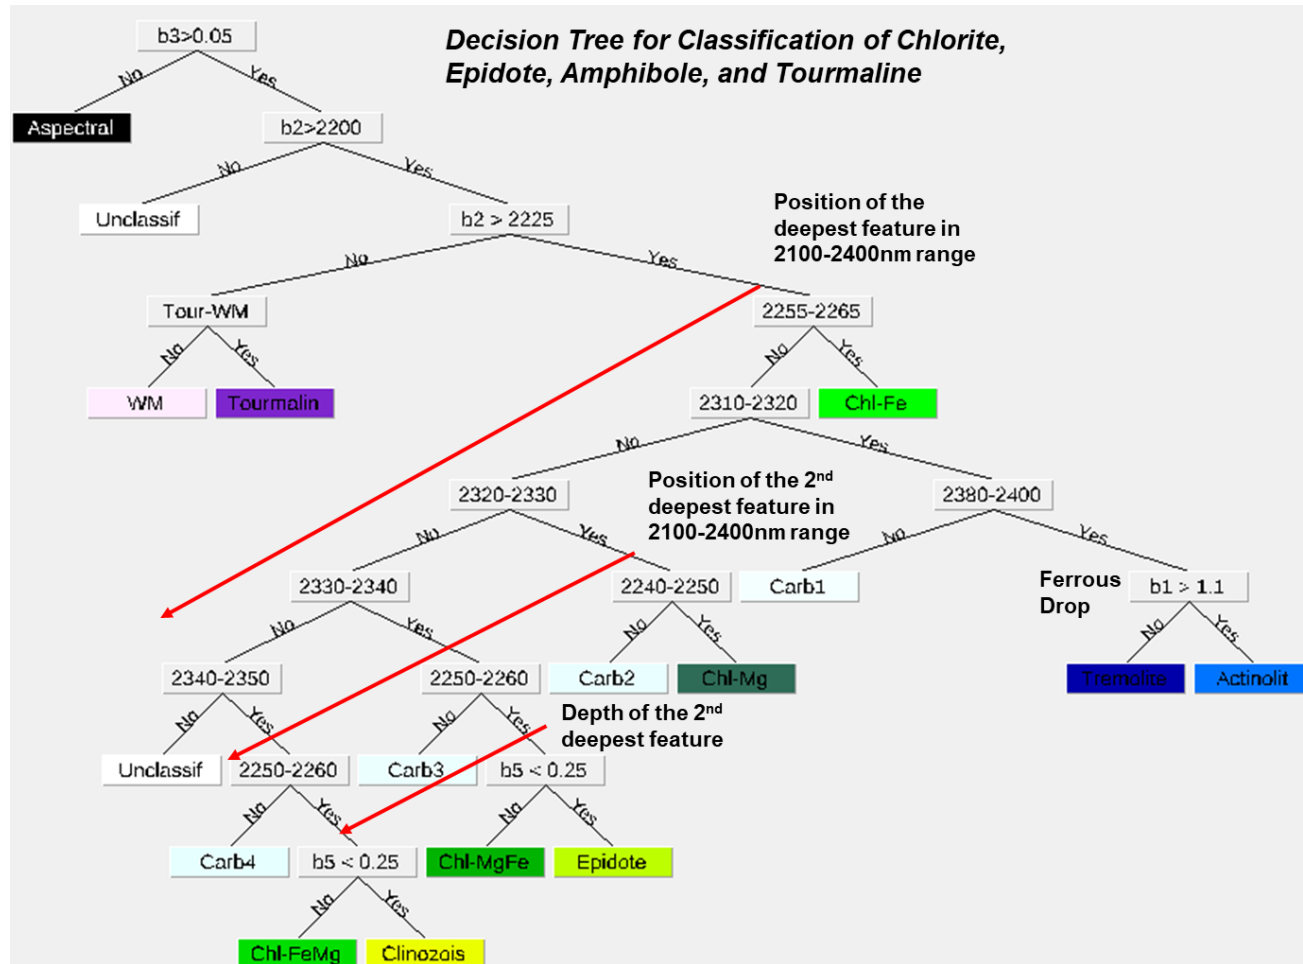 b3>0.05
Decision Tree for Classification of Chlorite,
Epidote, Amphibole, and Tourmaline
No
Yes
Aspectral
b2>2200
No
Yes
Unclassif
b2 > 2225
Position of the
deepest feature in
2100-2400nm range
No
Yes
Tour-WM
2255-2265
No
Yes
No
Yes
WM
Tourmalin
2310-2320
Chl-Fe
No
Yes
2320-2330
Position of the 2nd
deepest feature in
2100-2400nm range
2380-2400
No
Yes
No
Yes
2330-2340
2240-2250
Carb1
Ferrous
Drop
b1 > 1.1
No
Yes
No
Yes
No
Yes
2340-2350
2250-2260
Carb2
Chl-Mg
Tremolite
Actinolit
No
Yes
No
Yes
Depth of the 2nd
deepest feature
Unclassif
2250-2260
Carb3
b5 < 0.25
No
Yes
No
Yes
Carb4
b5 < 0.25
Chl-MgFe
Epidote
No
Yes
Chl-FeMg
Clinozois